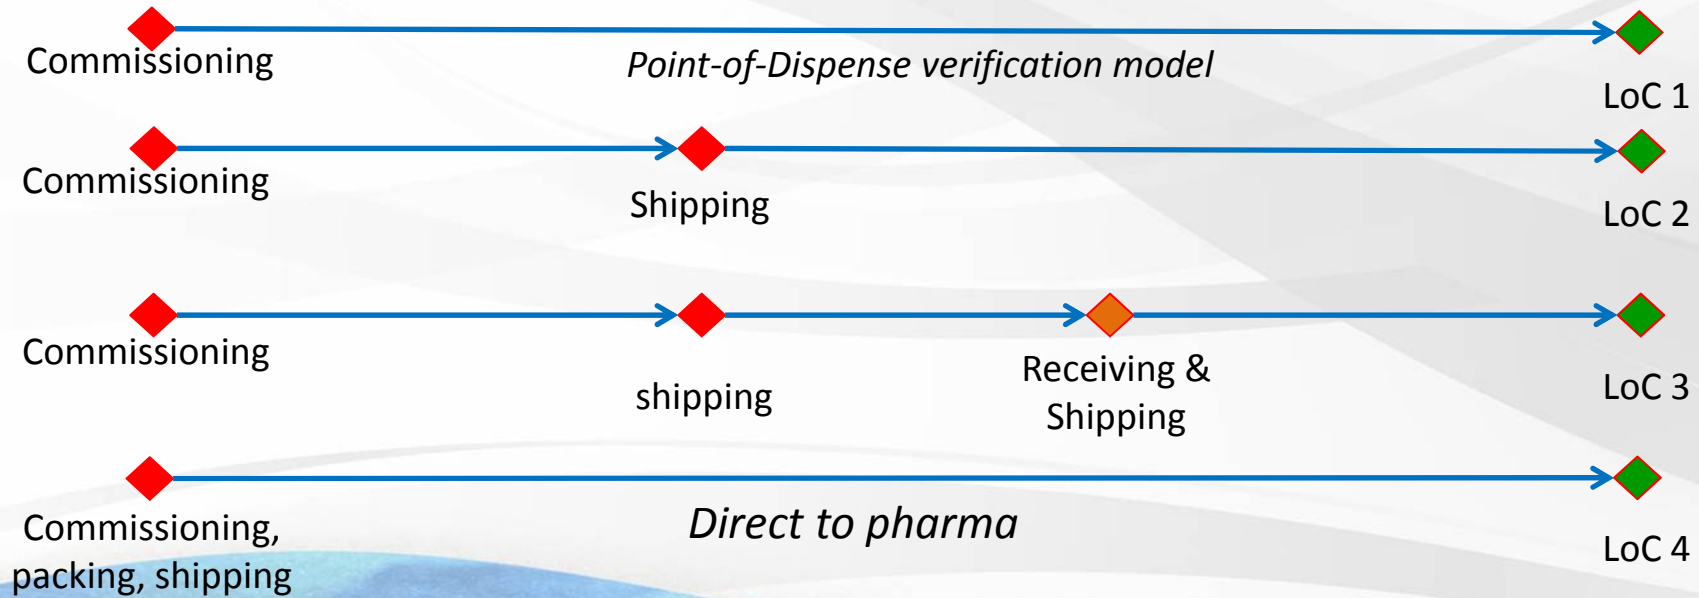 Commissioning
Point-of-Dispense verification model
LoC 1
Commissioning
Shipping
LoC 2
Commissioning
shipping
Receiving &
Shipping
LoC 3
Commissioning,
packing, shipping
Direct to pharma
LoC 4